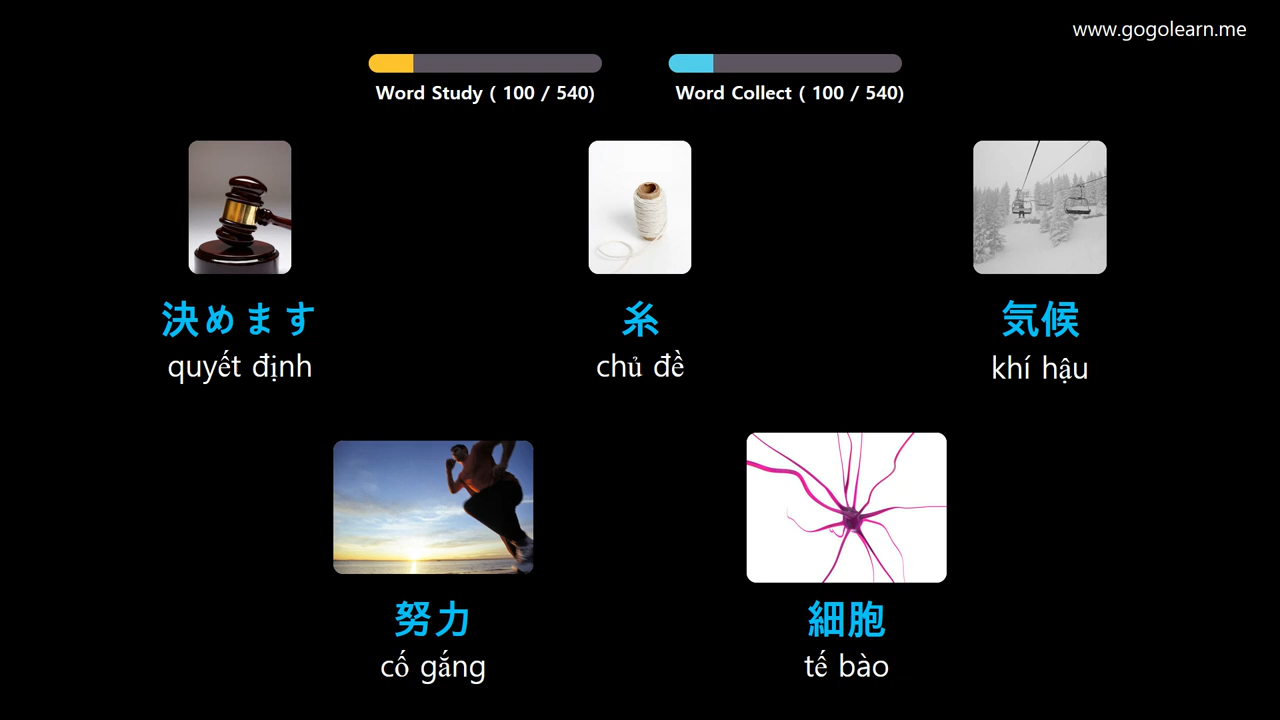 www.gogolearn.me
Word Study ( 100 / 540)
Word Collect ( 100 / 540)
決めます
quyết định
糸
chủ đề
気候
khí hậu
努力
cố gắng
細胞
tế bào